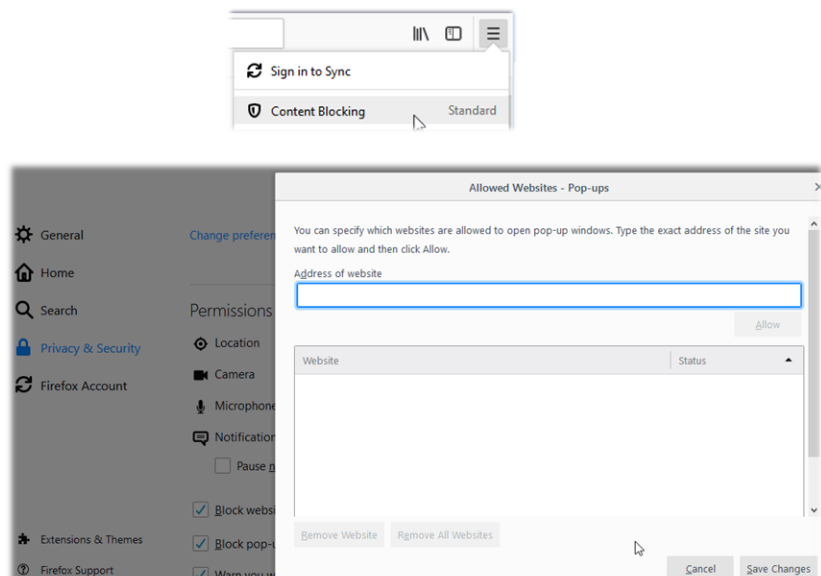 Sign in to Sync
Content Blocking Standard
Allowed Websites - Pop-ups
You can specify which websites are allowed to open pop-up windows. Type the exact address of the site you
want to allow and then click Allow.
Address of website
Allow
Website Status
Remove Website Remove All Websites
Cancel Save Changes
General
Home
Search
Privacy & Security
Firefox Account
Extensions & Themes
Firefox Support
Change preferen
Permissions
Location
Camera
Microphone
Notification
Pause n
Block websi
Block pop-u
Warn you w